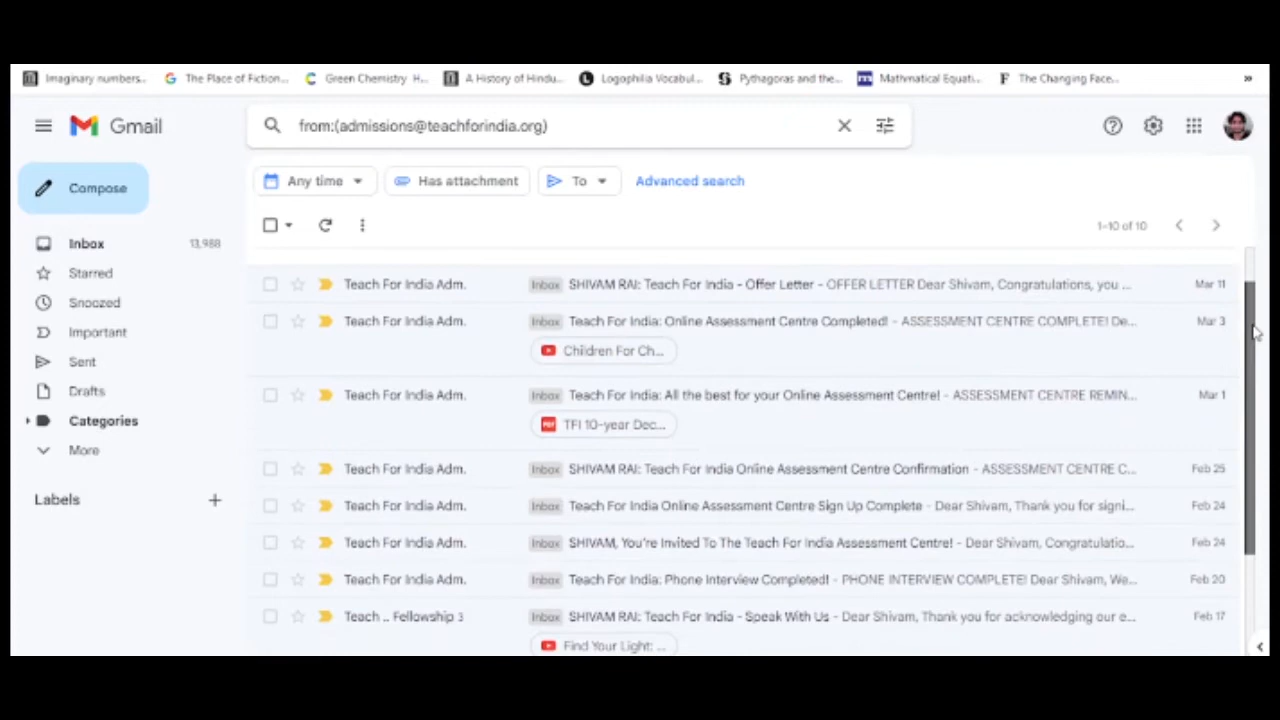 Imaginary numbers... The Place of Fiction... Green Chemistry H... A History of Hindu... Logophilia Vocabul... Pythagoras and the... Mathmatical Equati... The Changing Face... »
Gmail
from:(admissions@teachforindia.org)
Compose
Any time Has attachment To Advanced search
1-10 of 10
Inbox 13,988
Starred
Snoozed
Important
Sent
Drafts
Categories
More
Labels +
Teach For India Adm. Inbox SHIVAM RAI: Teach For India - Offer Letter - OFFER LETTER Dear Shivam, Congratulations, you ... Mar 11
Teach For India Adm. Inbox Teach For India: Online Assessment Centre Completed! - ASSESSMENT CENTRE COMPLETE! De... Mar 3
Children For Ch...
Teach For India Adm. Inbox Teach For India: All the best for your Online Assessment Centre! - ASSESSMENT CENTRE REMIN... Mar 1
PDF TFI 10-year Dec...
Teach For India Adm. Inbox SHIVAM RAI: Teach For India Online Assessment Centre Confirmation - ASSESSMENT CENTRE C... Feb 25
Teach For India Adm. Inbox Teach For India Online Assessment Centre Sign Up Complete - Dear Shivam, Thank you for signi... Feb 24
Teach For India Adm. Inbox SHIVAM, You're Invited To The Teach For India Assessment Centre! - Dear Shivam, Congratulatio... Feb 24
Teach For India Adm. Inbox Teach For India: Phone Interview Completed! - PHONE INTERVIEW COMPLETE! Dear Shivam, We... Feb 20
Teach .. Fellowship 3 Inbox SHIVAM RAI: Teach For India - Speak With Us - Dear Shivam, Thank you for acknowledging our e... Feb 17
Find Your Light: ...